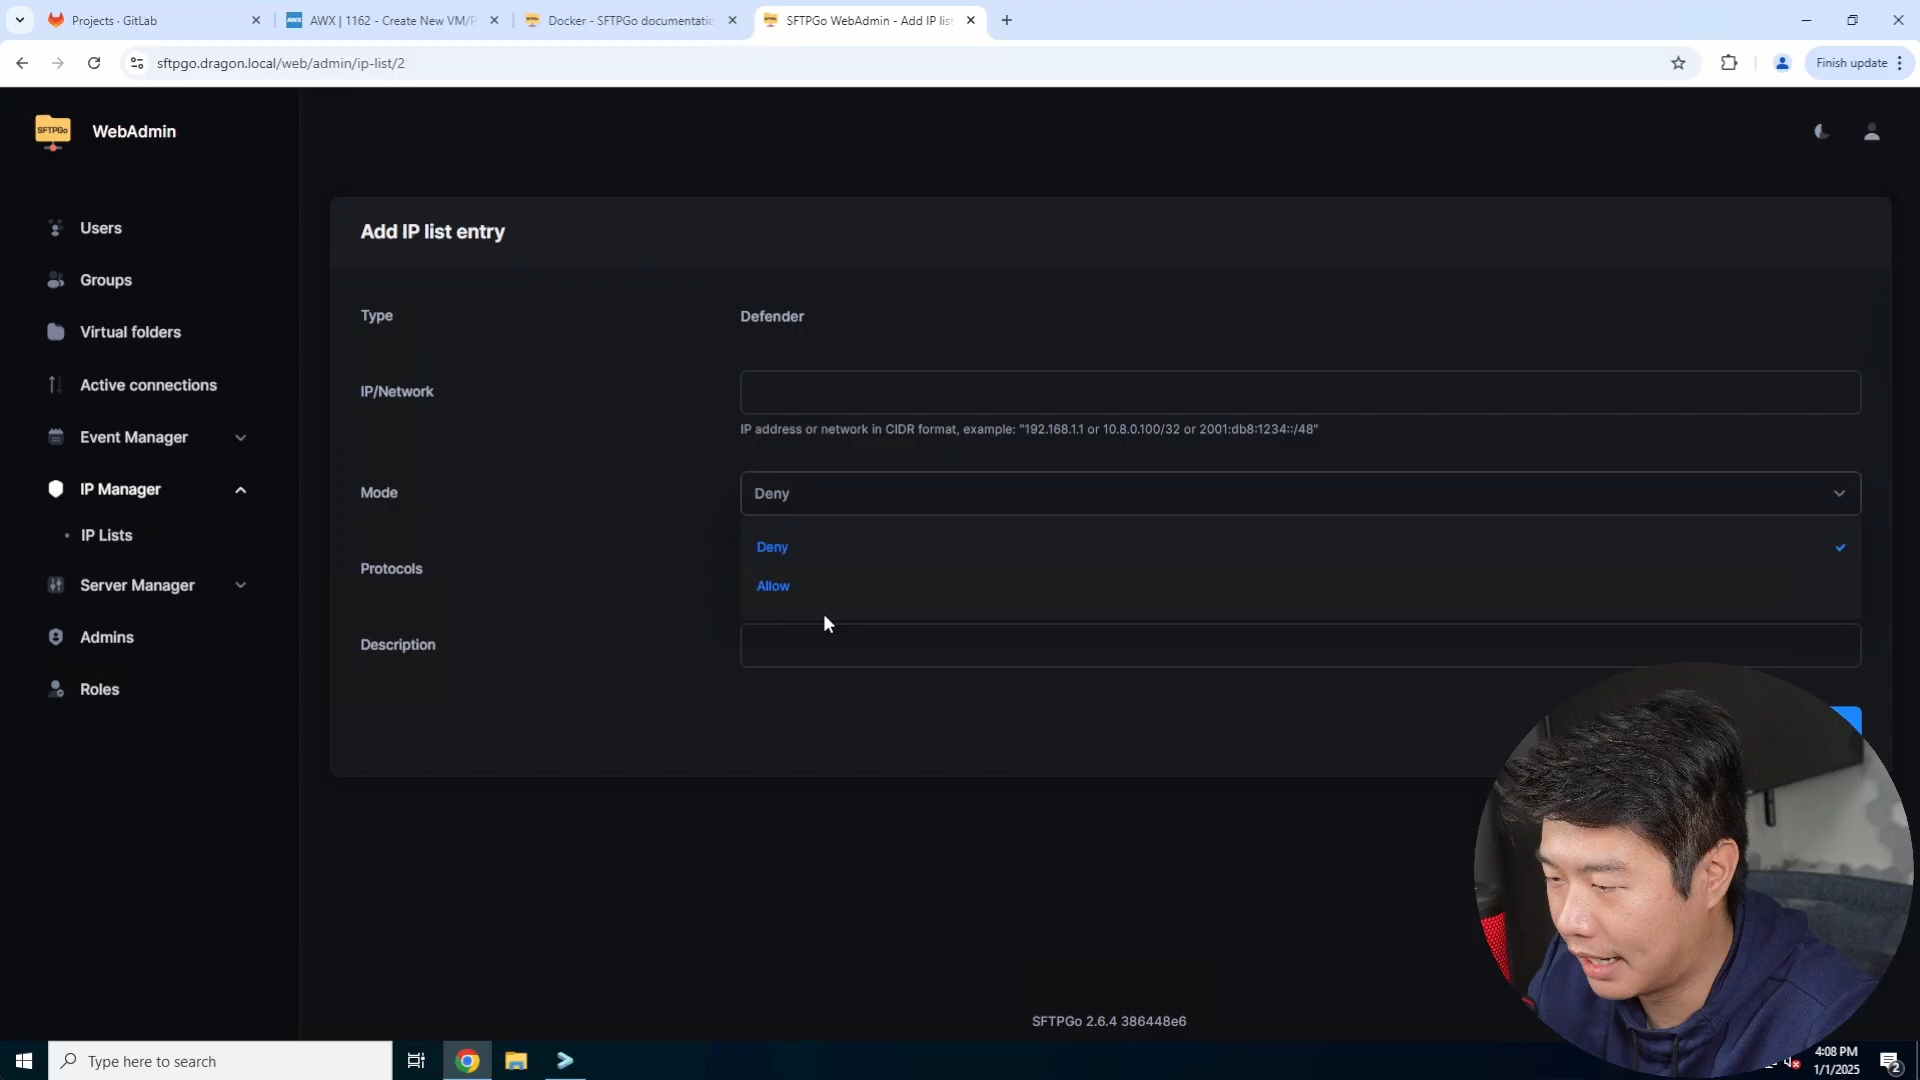 Projects · GitLab
AWX | 1162 - Create New VM/P
Docker - SFTPGo documentatio
SFTPGo WebAdmin - Add IP lis
sftpgo.dragon.local/web/admin/ip-list/2
Finish update
SFTPGo
WebAdmin
Users
Groups
Virtual folders
Active connections
Event Manager
IP Manager
IP Lists
Server Manager
Admins
Roles
Add IP list entry
Type
Defender
IP/Network
IP address or network in CIDR format, example: "192.168.1.1 or 10.8.0.100/32 or 2001:db8:1234::/48"
Mode
Deny
Deny
Allow
Protocols
Description
SFTPGo 2.6.4 386448e6
Type here to search
4:08 PM
1/1/2025
2